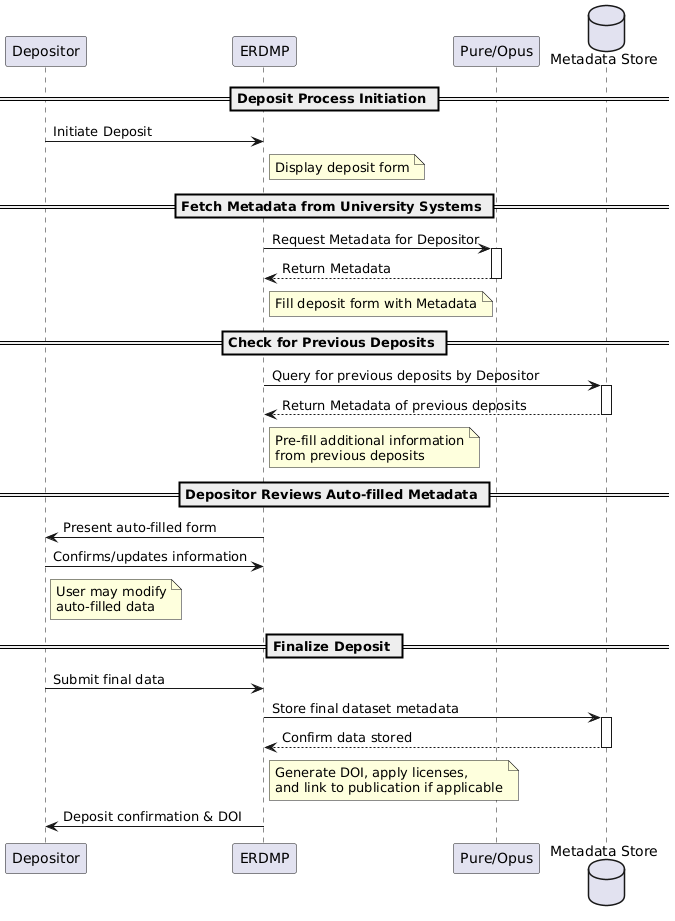 Depositor
ERDMP
Pure/Opus
Metadata Store
Deposit Process Initiation
Initiate Deposit
Display deposit form
Fetch Metadata from University Systems
Request Metadata for Depositor
Return Metadata
Fill deposit form with Metadata
Check for Previous Deposits
Query for previous deposits by Depositor
Return Metadata of previous deposits
Pre-fill additional information
from previous deposits
Depositor Reviews Auto-filled Metadata
Present auto-filled form
Confirms/updates information
User may modify
auto-filled data
Finalize Deposit
Submit final data
Store final dataset metadata
Confirm data stored
Generate DOI, apply licenses,
and link to publication if applicable
Deposit confirmation & DOI
Depositor
ERDMP
Pure/Opus
Metadata Store